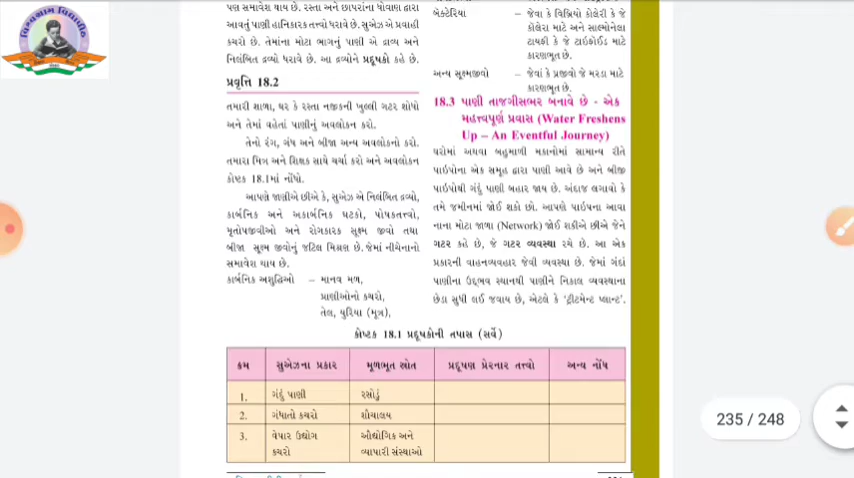 પણ સમાવેશ થાય છે. રસ્તા અને છાપરાંના ધોવાણ દ્વારા
આવતું પાણી હાનિકારક તત્ત્વો ધરાવે છે. સુએઝ એ પ્રવાહી
કચરો છે. તેમાંના મોટા ભાગનું પાણી એ દ્રવ્ય અને
નિલંબિત દ્રવ્યો ધરાવે છે. આ દ્રવ્યોને પ્રદૂષકો કહે છે.
પ્રવૃત્તિ 18.2
તમારી શાળા, ઘર કે રસ્તા નજીકની ખુલ્લી ગટર શોધો
અને તેમાં વહેતાં પાણીનું અવલોકન કરો.
તેનો રંગ, ગંધ અને બીજા અન્ય અવલોકનો કરો.
તમારા મિત્ર અને શિક્ષક સાથે ચર્ચા કરો અને અવલોકન
કોષ્ટક 18.1માં નોંધો.
આપણે જાણીએ છીએ કે, સુએઝ એ નિલંબિત દ્રવ્યો,
કાર્બનિક અને અકાર્બનિક ઘટકો, પોષકતત્ત્વો,
મૃતોપજીવીઓ અને રોગકારક સૂક્ષ્મ જીવો તથા
બીજા સૂક્ષ્મ જીવોનું જટિલ મિશ્રણ છે. જેમાં નીચેનાનો
સમાવેશ થાય છે.
કાર્બનિક અશુદ્ધિઓ – માનવ મળ,
પ્રાણીઓનો કચરો,
તેલ, યુરિયા (મૂત્ર),
બેક્ટેરિયા – જેવા કે વિબ્રિયો કોલેરી કે જે
કોલેરા માટે અને સાલ્મોનેલા
ટાયફી કે જે ટાઇફોઈડ માટે
કારણભૂત છે.
અન્ય સૂક્ષ્મજીવો – જેવાં કે પ્રજીવો જે મરડા માટે
કારણભૂત છે.
18.3 પાણી તાજગીસભર બનાવે છે - એક
મહત્ત્વપૂર્ણ પ્રવાસ (Water Freshens
Up – An Eventful Journey)
ઘરોમાં અથવા બહુમાળી મકાનોમાં સામાન્ય રીતે
પાઇપોના એક સમૂહ દ્વારા પાણી આવે છે અને બીજી
પાઇપોથી ગંદું પાણી બહાર જાય છે. અંદાજ લગાવો કે
તમે જમીનમાં જોઈ શકો છો. આપણે પાઇપના આવા
નાના મોટા જાળા (Network) જોઈ શકીએ છીએ જેને
ગટર કહે છે, જે ગટર વ્યવસ્થા રચે છે. આ એક
પ્રકારની વાહનવ્યવહાર જેવી વ્યવસ્થા છે. જેમાં ગંદાં
પાણીના ઉદ્ભવ સ્થાનથી પાણીને નિકાલ વ્યવસ્થાના
છેડા સુધી લઈ જવાય છે, એટલે કે ‘ટ્રીટમેન્ટ પ્લાન્ટ’.
કોષ્ટક 18.1 પ્રદૂષકોની તપાસ (સર્વે)
ક્રમ સુએઝના પ્રકાર મૂળભૂત સ્રોત પ્રદૂષણ પ્રેરનાર તત્ત્વો અન્ય નોંધ
1. ગંદું પાણી રસોડું
2. ગંધાતો કચરો શૌચાલય
3. વેપાર ઉદ્યોગ ઔદ્યોગિક અને
કચરો વ્યાપારી સંસ્થાઓ
235 / 248